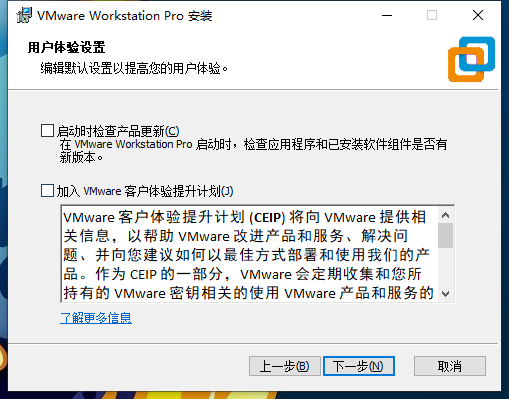 VMware Workstation Pro 安装
用户体验设置
编辑默认设置以提高您的用户体验。
启动时检查产品更新(C)
在 VMware Workstation Pro 启动时，检查应用程序和已安装软件组件是否有
新版本。
加入 VMware 客户体验提升计划(J)
VMware 客户体验提升计划 (CEIP) 将向 VMware 提供相
关信息，以帮助 VMware 改进产品和服务、解决问
题、并向您建议如何以最佳方式部署和使用我们的产
品。作为 CEIP 的一部分，VMware 会定期收集和您所
持有的 VMware 密钥相关的使用 VMware 产品和服务的
了解更多信息
上一步(B) 下一步(N) 取消